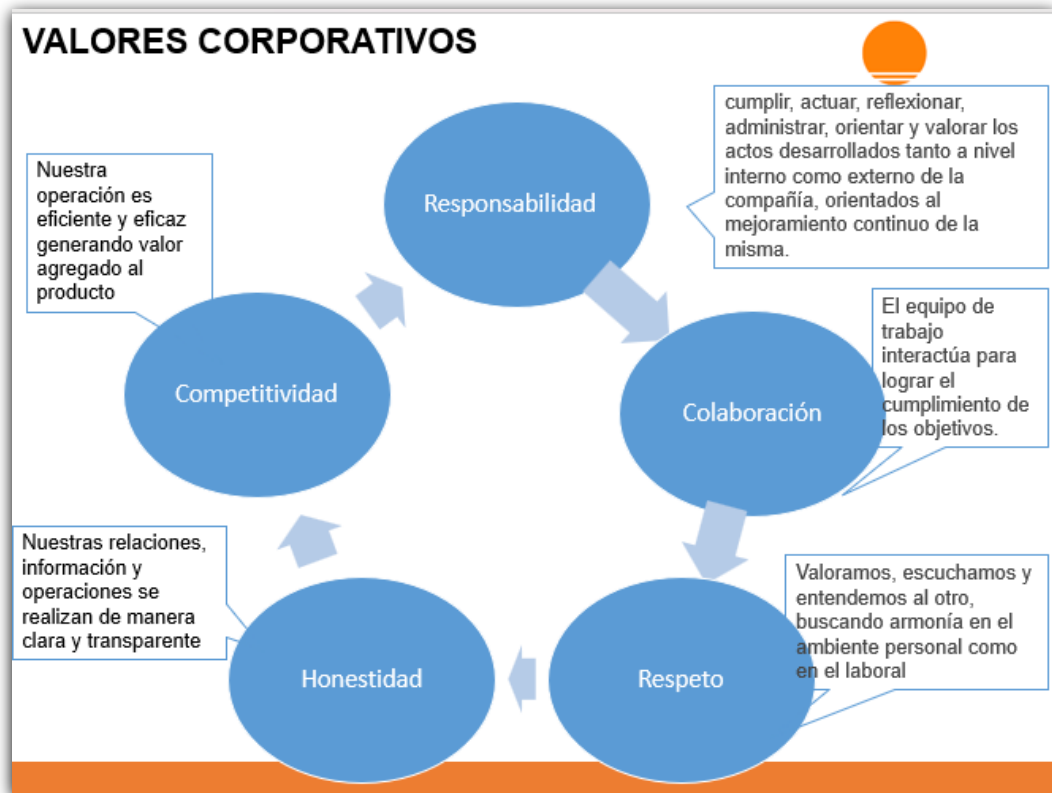 VALORES CORPORATIVOS
Responsabilidad
cumplir, actuar, reflexionar,
administrar, orientar y valorar los
actos desarrollados tanto a nivel
interno como externo de la
compañía, orientados al
mejoramiento continuo de la
misma.
Colaboración
El equipo de
trabajo
interactúa para
lograr el
cumplimiento de
los objetivos.
Respeto
Valoramos, escuchamos y
entendemos al otro,
buscando armonía en el
ambiente personal como
en el laboral
Honestidad
Nuestras relaciones,
información y
operaciones se
realizan de manera
clara y transparente
Competitividad
Nuestra
operación es
eficiente y eficaz
generando valor
agregado al
producto